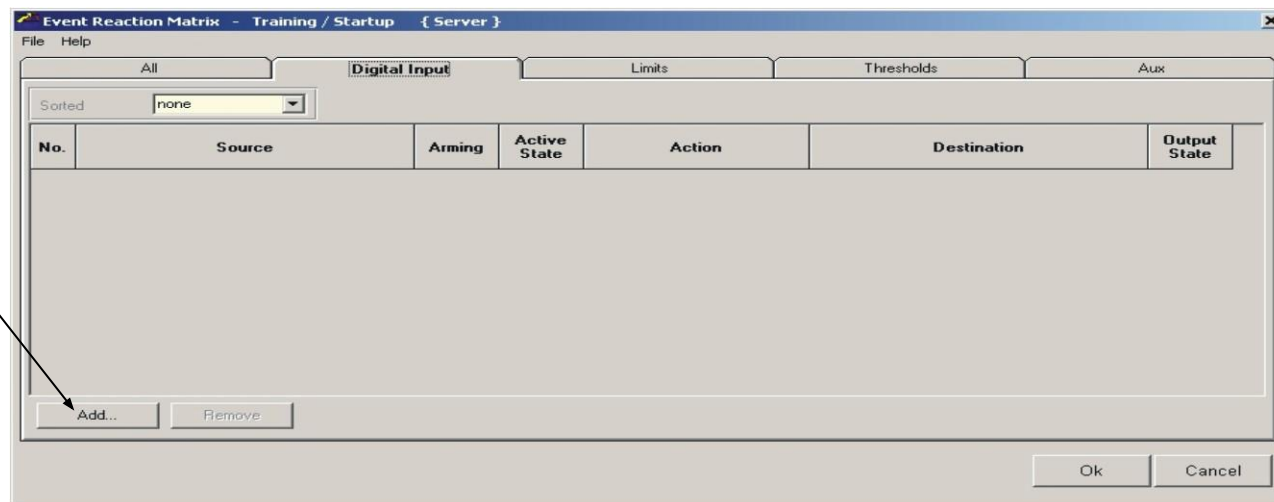 Event Reaction Matrix - Training / Startup { Server }
File Help
All Digital Input Limits Thresholds Aux
Sorted none
No. Source Arming Active State Action Destination Output State
Add... Remove
Ok Cancel